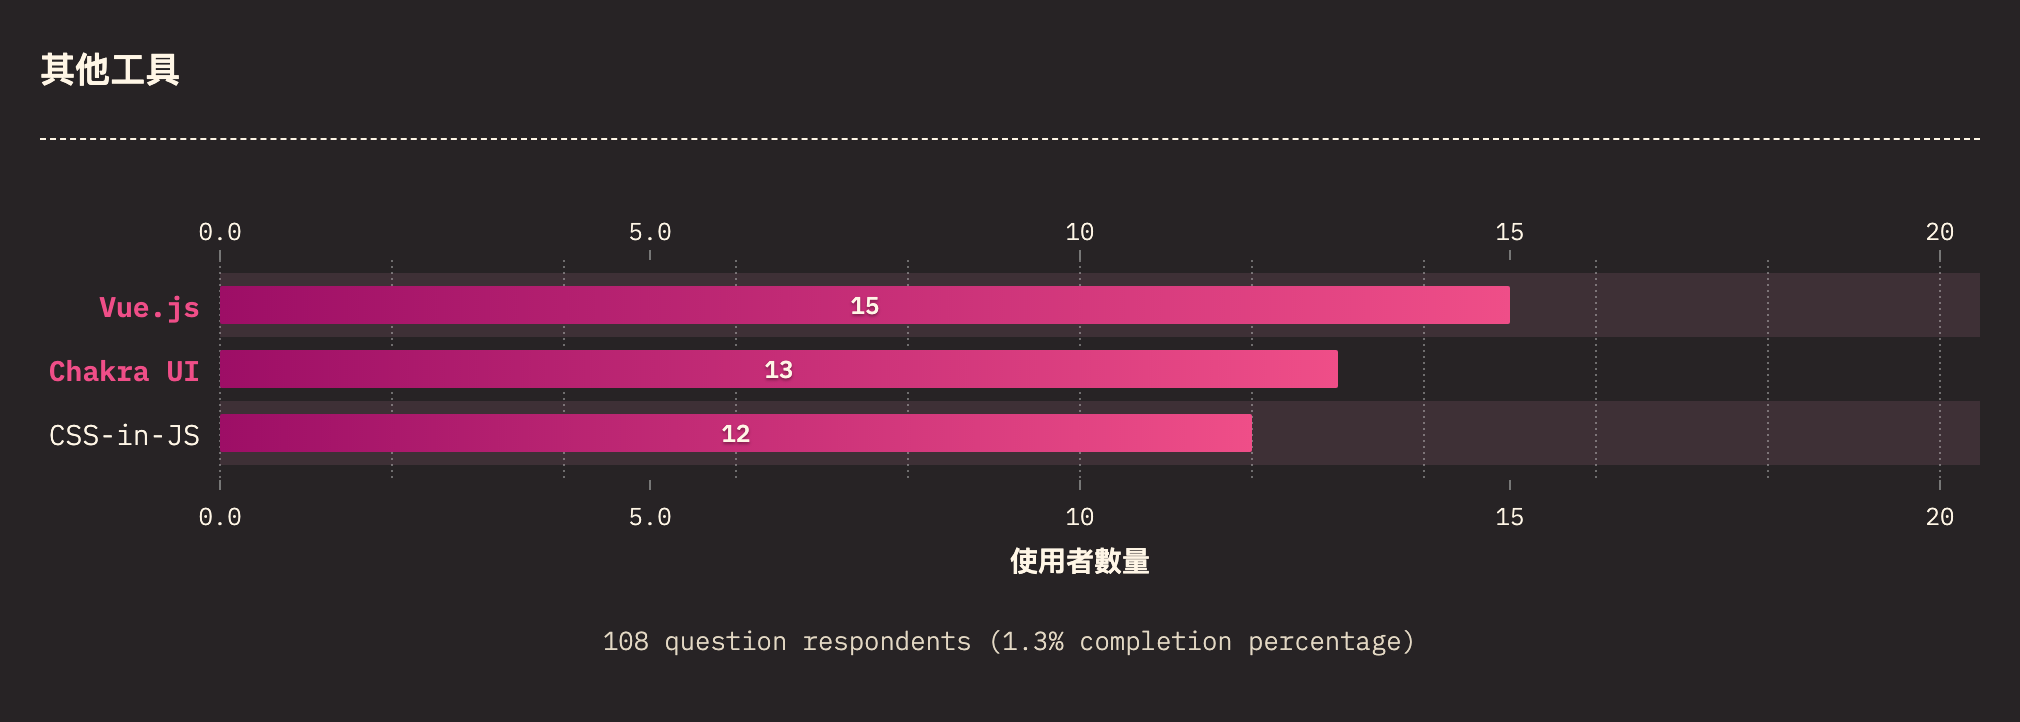 其他工具
0.0 5.0 10 15 20
Vue.js 15
Chakra UI 13
CSS-in-JS 12
0.0 5.0 10 15 20
使用者數量
108 question respondents (1.3% completion percentage)